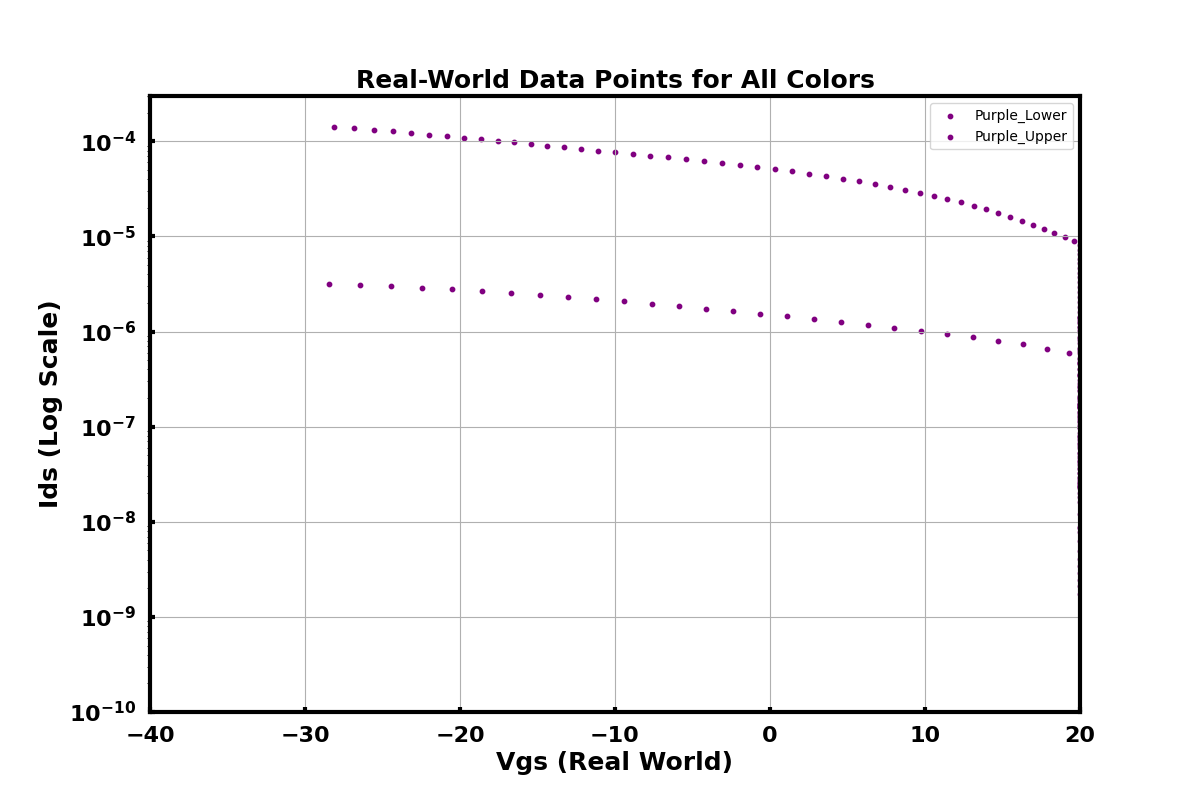 Real-World Data Points for All Colors
Purple_Lower
Purple_Upper
Ids (Log Scale)
10⁻⁴
10⁻⁵
10⁻⁶
10⁻⁷
10⁻⁸
10⁻⁹
10⁻¹⁰
−40 −30 −20 −10 0 10 20
Vgs (Real World)